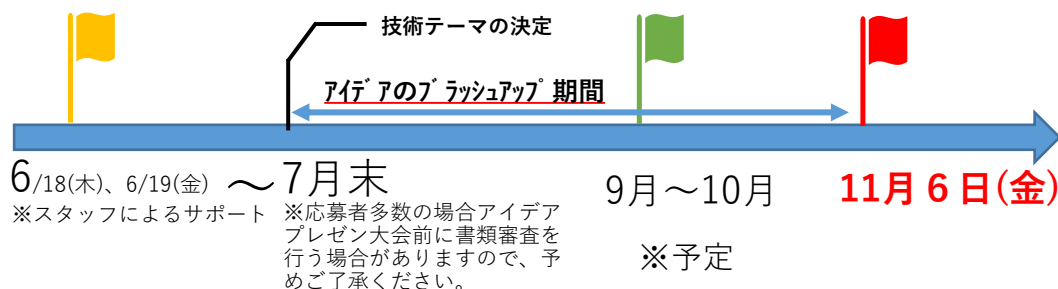 技術テーマの決定
ｱｲﾃﾞｱのﾌﾞﾗｯｼｭｱｯﾌﾟ期間
6/18(木)、6/19(金) ～7月末
※スタッフによるサポート
※応募者多数の場合アイデア
プレゼン大会前に書類審査を
行う場合がありますので、予
めご了承ください。
9月～10月
※予定
11月６日(金)